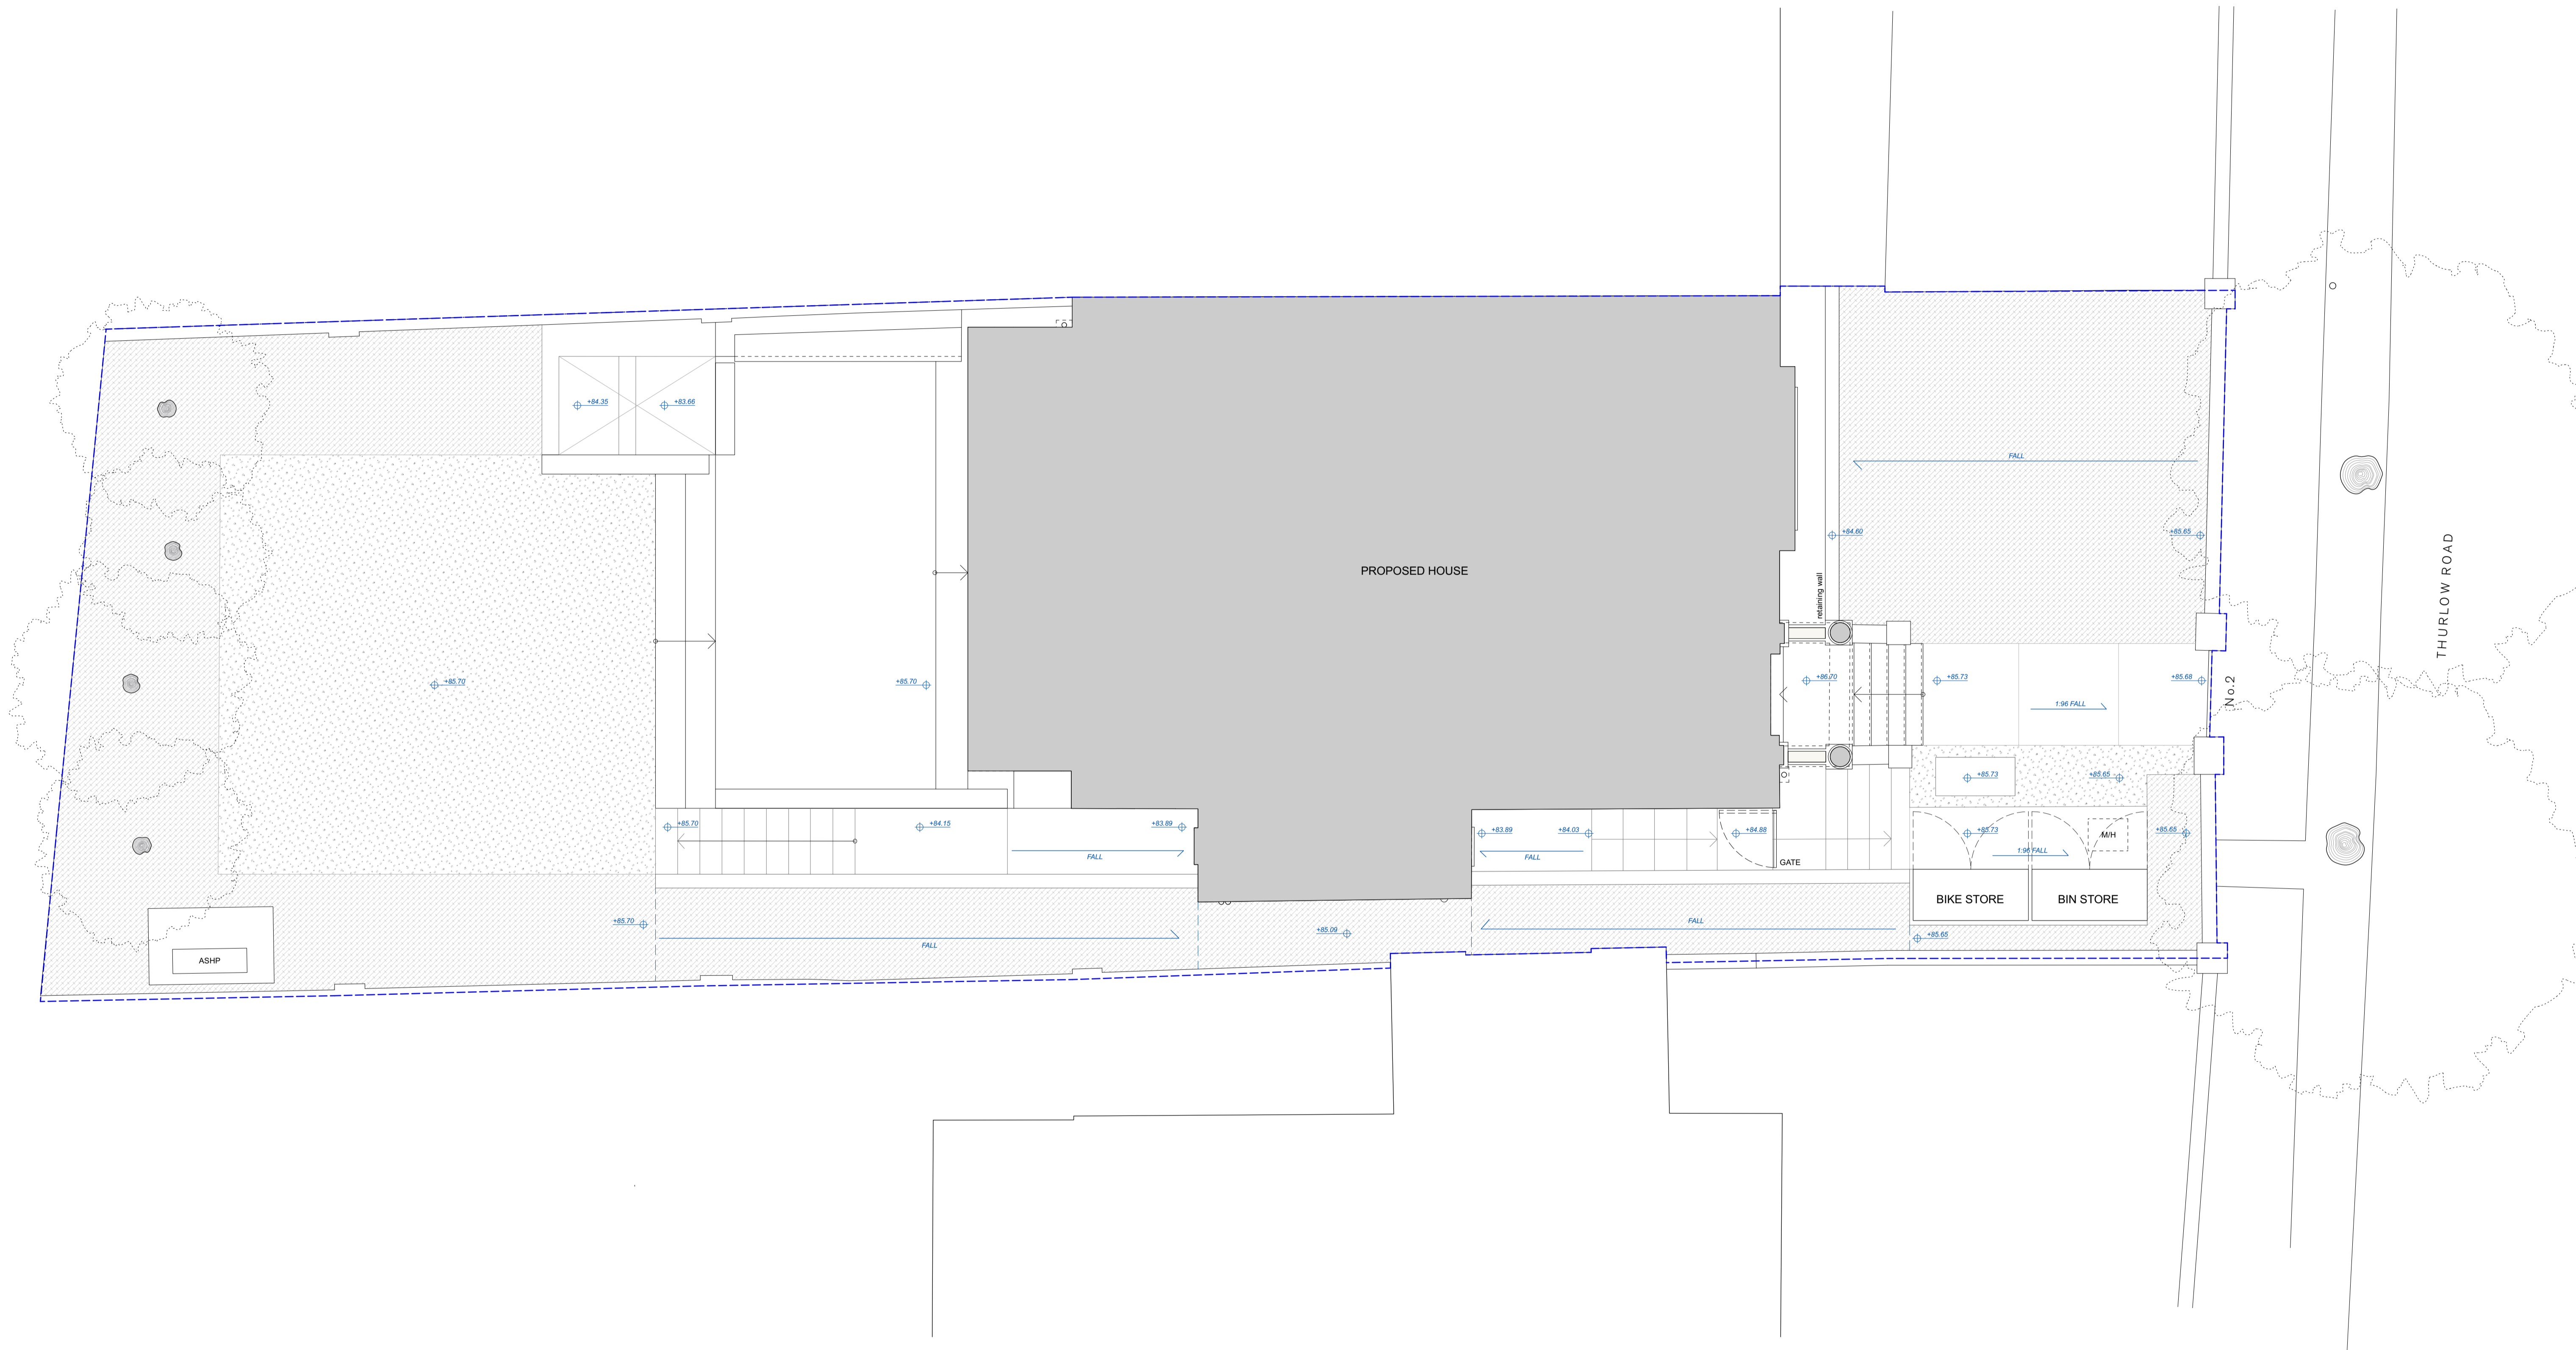 +84.35
+83.66
FALL
+84.60
+85.65
PROPOSED HOUSE
retaining wall
THURLOW ROAD
+85.70
+85.70
+86.70
+85.73
+85.68
No.2
1:96 FALL
+85.73
+85.65
+85.70
+84.15
+83.89
+83.89
+84.03
+84.88
+85.73
M/H
+85.65
FALL
FALL
1:96 FALL
GATE
BIKE STORE
BIN STORE
+85.70
FALL
+85.09
FALL
+85.65
ASHP